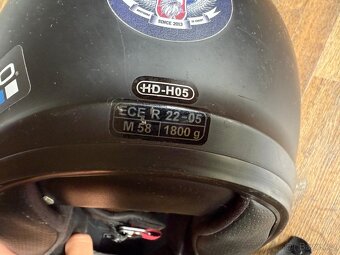 SINCE 2013
HD-H05
ECE R 22-05
M 58 1800 g